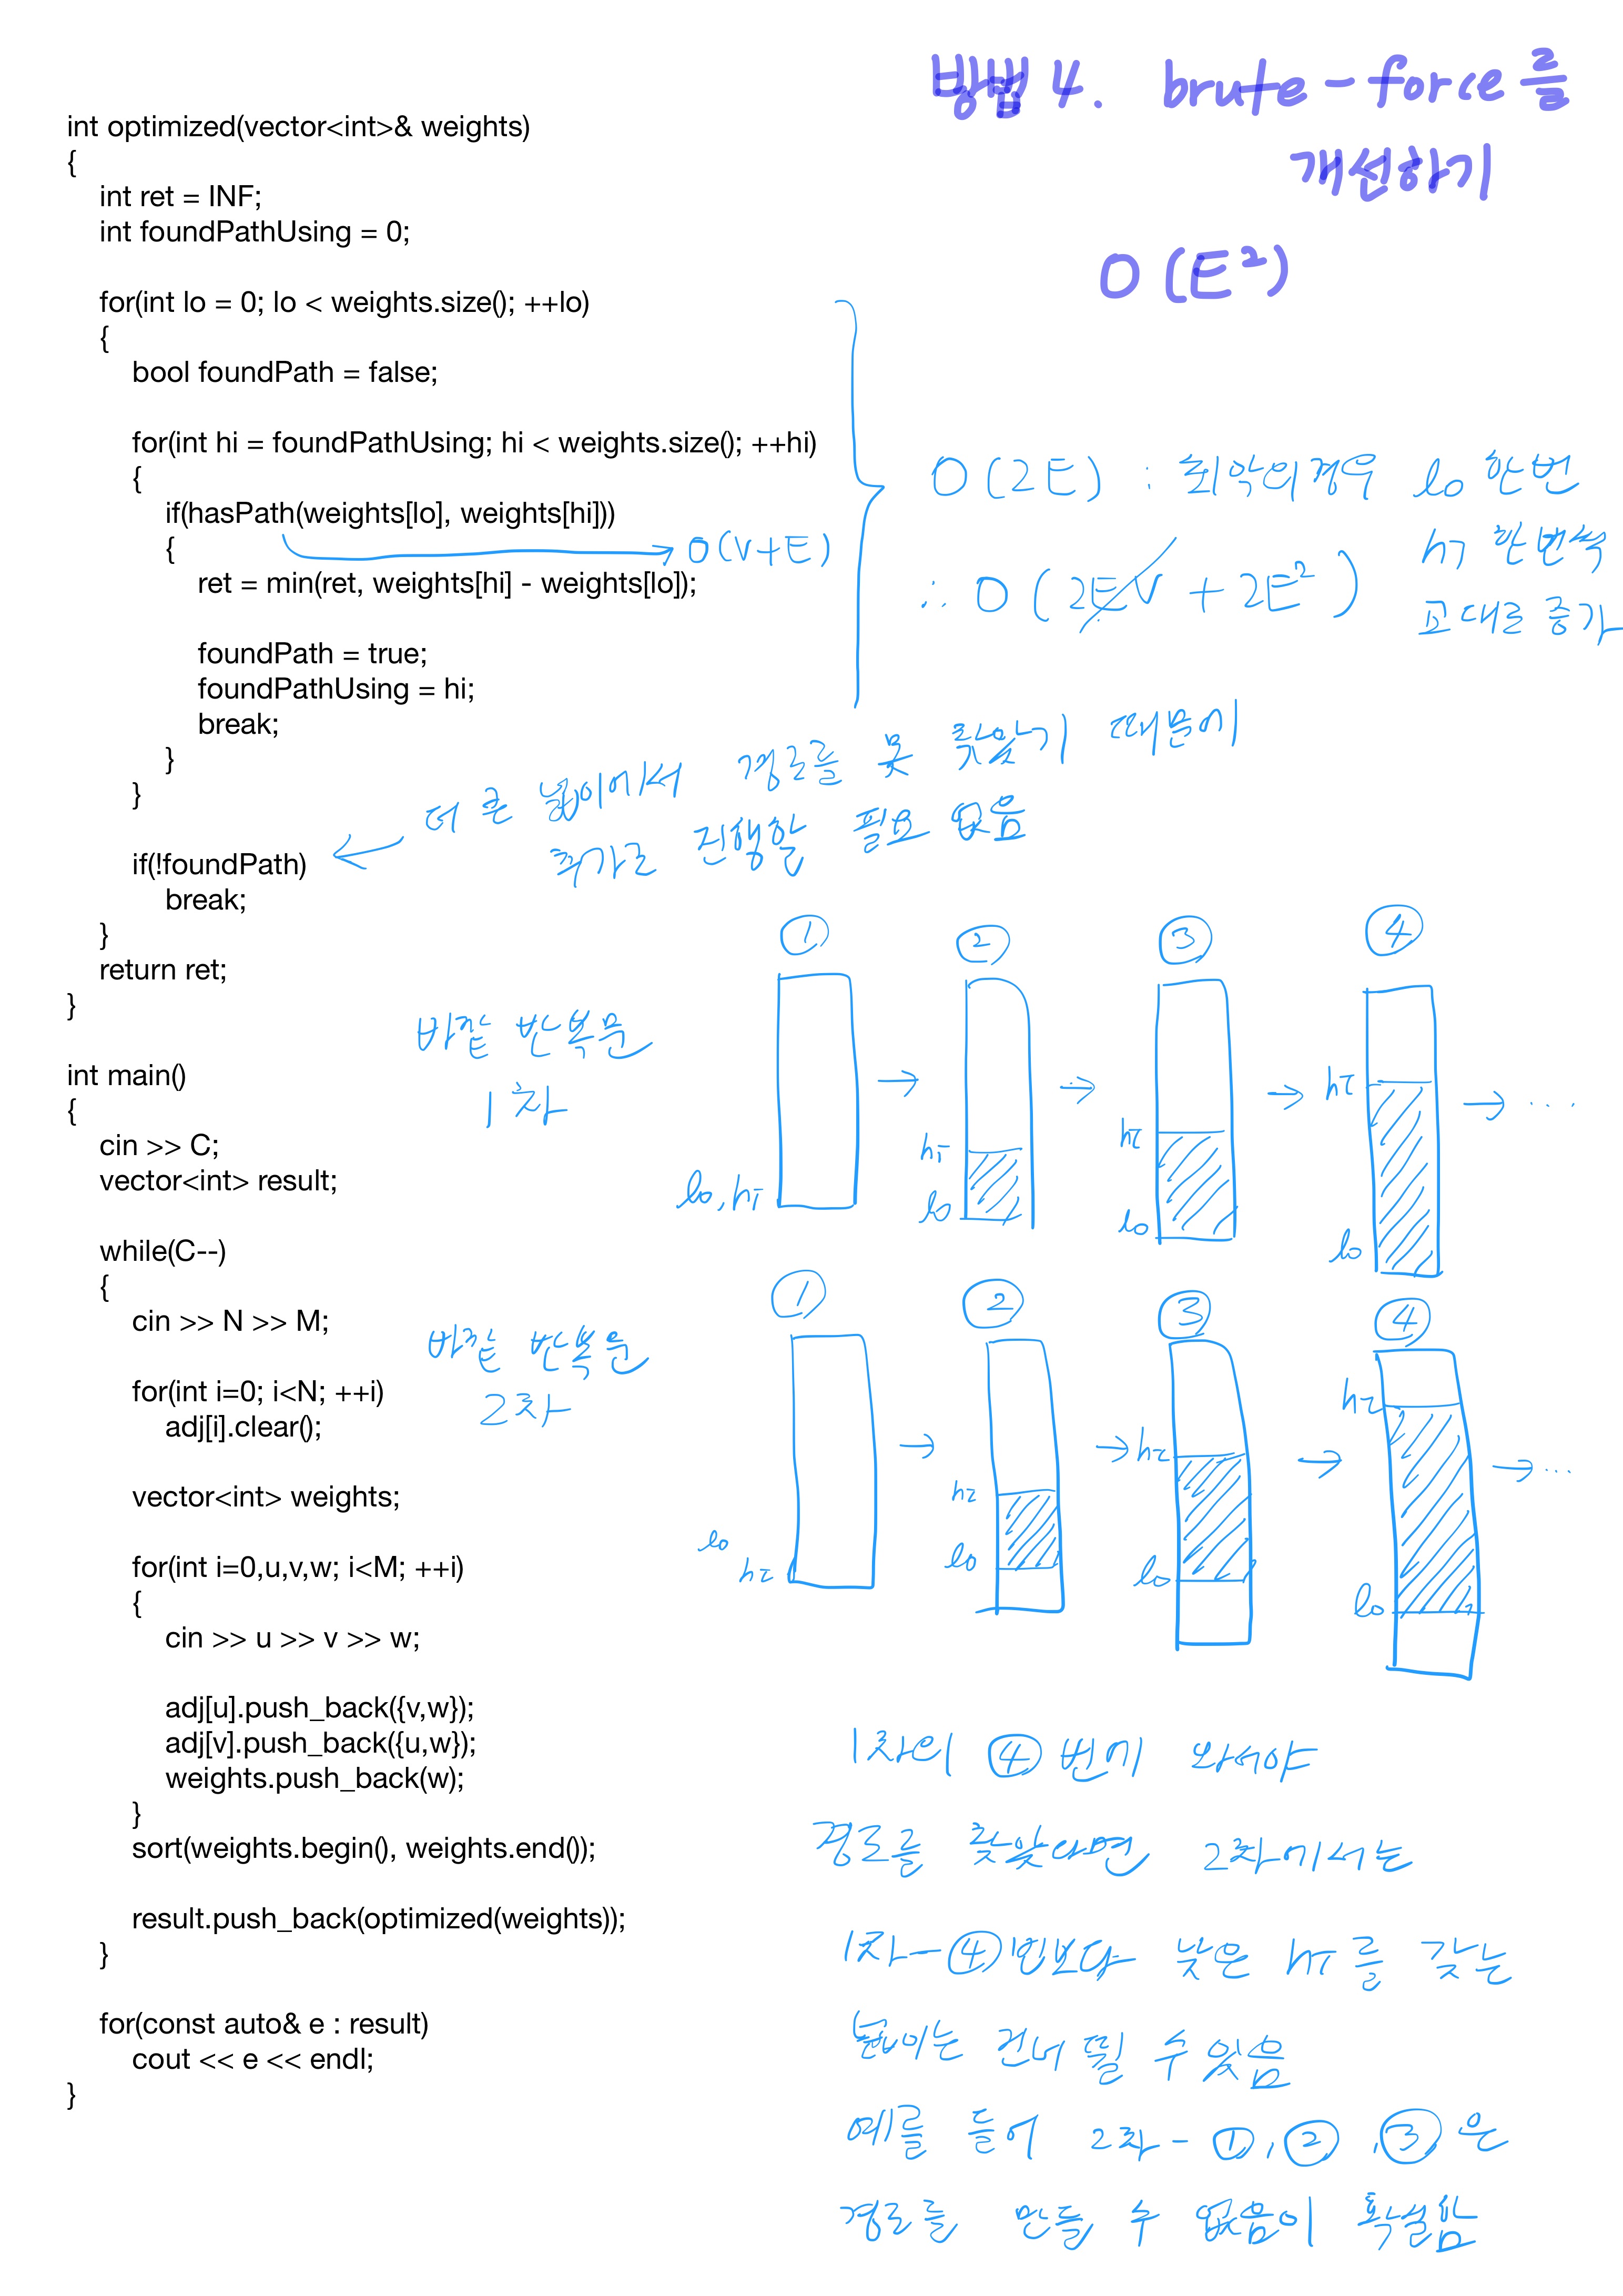 방법 4. brute-force를
개선하기
O(E²)
int optimized(vector<int>& weights)
{
int ret = INF;
int foundPathUsing = 0;
for(int lo = 0; lo < weights.size(); ++lo)
{
bool foundPath = false;
for(int hi = foundPathUsing; hi < weights.size(); ++hi)
{
if(hasPath(weights[lo], weights[hi]))
{
ret = min(ret, weights[hi] - weights[lo]);
foundPath = true;
foundPathUsing = hi;
break;
}
}
if(!foundPath)
break;
}
return ret;
}
O(V+E)
O(2E) : 최악의 경우 lo 한번
hi 한번씩
교대로 증가
∴ O(2EV + 2E²)
더 큰 넓이에서 경로를 못 찾았기 때문에
추가로 진행할 필요 없음
int main()
{
cin >> C;
vector<int> result;
while(C--)
{
cin >> N >> M;
for(int i=0; i<N; ++i)
adj[i].clear();
vector<int> weights;
for(int i=0,u,v,w; i<M; ++i)
{
cin >> u >> v >> w;
adj[u].push_back({v,w});
adj[v].push_back({u,w});
weights.push_back(w);
}
sort(weights.begin(), weights.end());
result.push_back(optimized(weights));
}
for(const auto& e : result)
cout << e << endl;
}
바깥 반복문
1차
① ② ③ ④
lo, hi
hi
lo
hi
lo
hi
lo
→ → → → ...
바깥 반복문
2차
① ② ③ ④
lo
hi
hi
lo
hi
lo
hi
lo
→ → → → ...
1차의 ④번에 와서야
경로를 찾았다면 2차에서는
1차-④번보다 낮은 hi를 갖는
높이는 건너 뛸 수 있음
예를 들어 2차-①,②,③은
경로를 만들 수 없음이 확실함